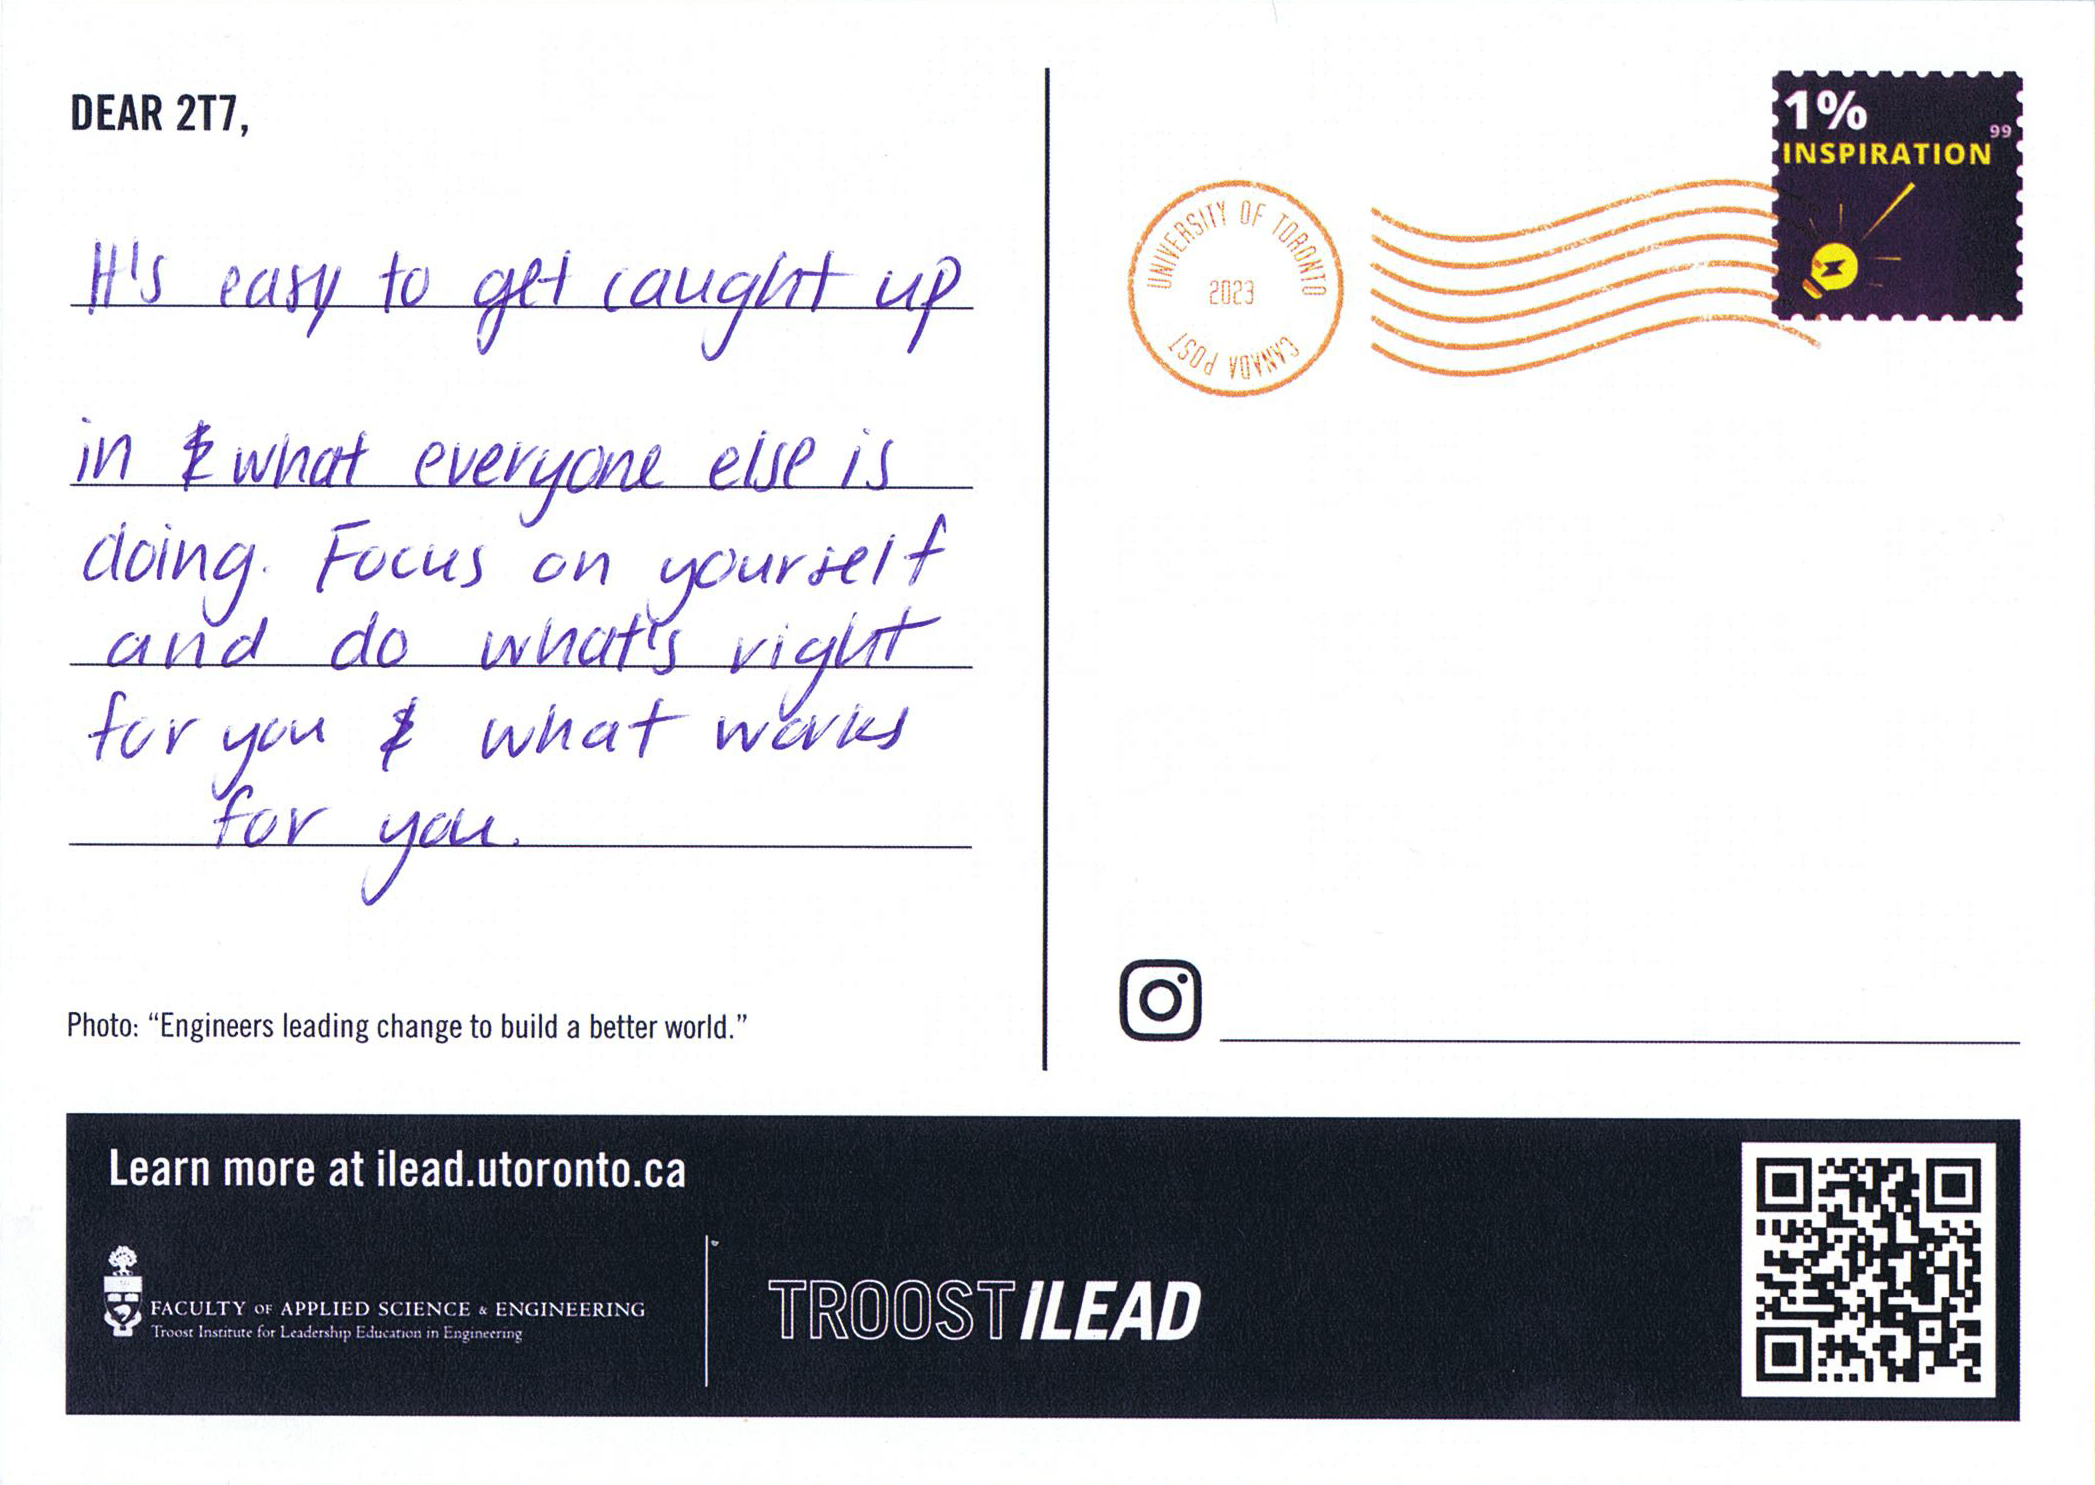 DEAR 2T7,
It's easy to get caught up
in & what everyone else is
doing. Focus on yourself
and do what's right
for you & what works
for you.
Photo: “Engineers leading change to build a better world.”
1%
99
INSPIRATION
UNIVERSITY OF TORONTO
2023
CANADA POST
Learn more at ilead.utoronto.ca
FACULTY OF APPLIED SCIENCE & ENGINEERING
Troost Institute for Leadership Education in Engineering
TROOST ILEAD